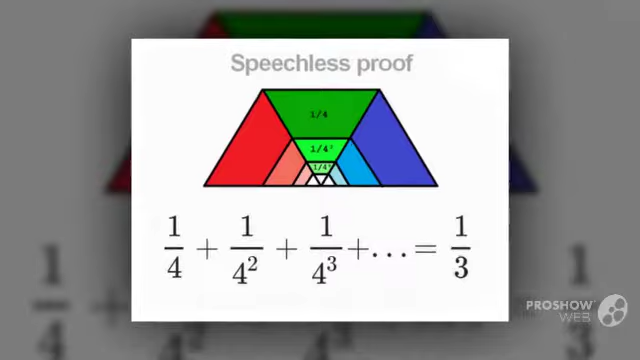 Speechless proof
1/4
1/4²
1/4³
1/4 + 1/4² + 1/4³ + ... = 1/3
PROSHOW
WEB